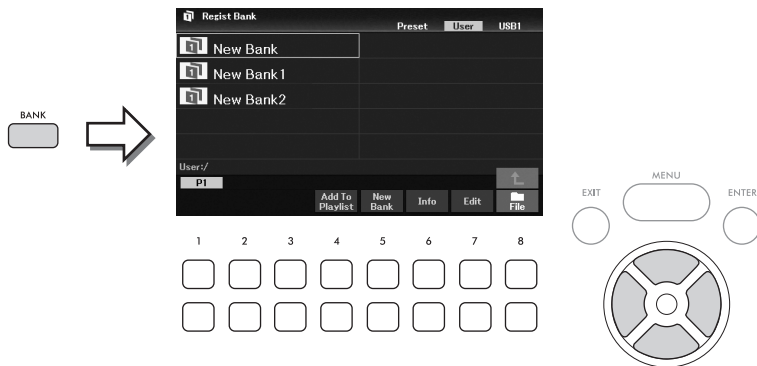 Regist Bank
Preset User USB1
New Bank
New Bank1
New Bank2
BANK
User:/
P1
Add To Playlist
New Bank
Info
Edit
File
EXIT
MENU
ENTER
1 2 3 4 5 6 7 8